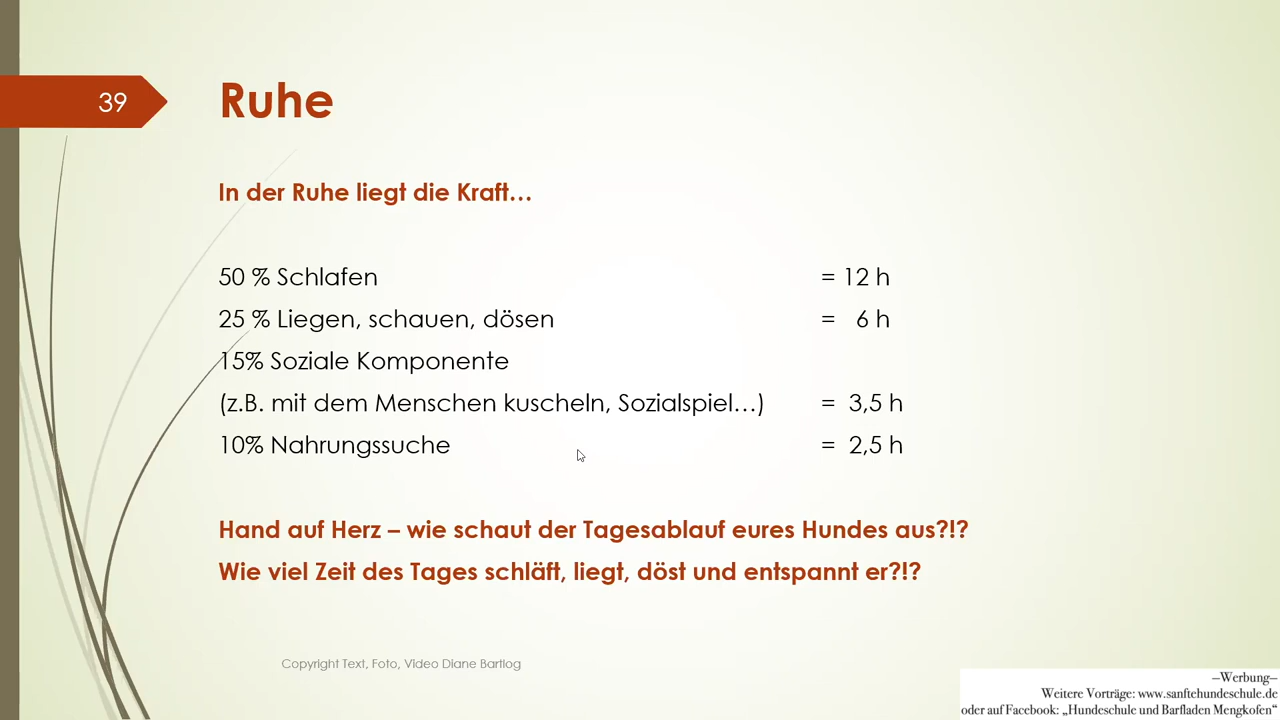 39
Ruhe
In der Ruhe liegt die Kraft…
50 % Schlafen = 12 h
25 % Liegen, schauen, dösen = 6 h
15% Soziale Komponente
(z.B. mit dem Menschen kuscheln, Sozialspiel…) = 3,5 h
10% Nahrungssuche = 2,5 h
Hand auf Herz – wie schaut der Tagesablauf eures Hundes aus?!?
Wie viel Zeit des Tages schläft, liegt, döst und entspannt er?!?
Copyright Text, Foto, Video Diane Bartlog
—Werbung—
Weitere Vorträge: www.sanftehundeschule.de
oder auf Facebook: „Hundeschule und Barfladen Mengkofen“